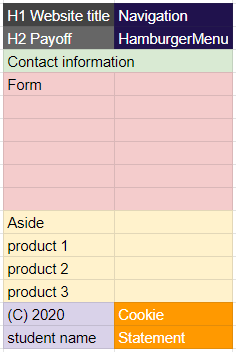 H1 Website title Navigation
H2 Payoff HamburgerMenu
Contact information
Form
Aside
product 1
product 2
product 3
(C) 2020 Cookie
student name Statement